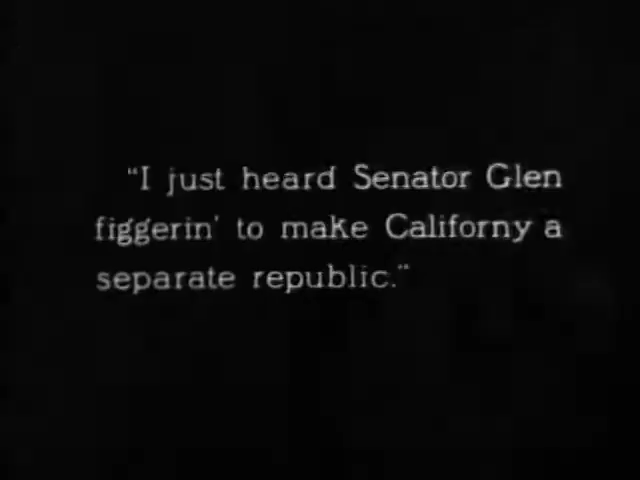 "I just heard Senator Glen
figgerin' to make Californy a
separate republic."